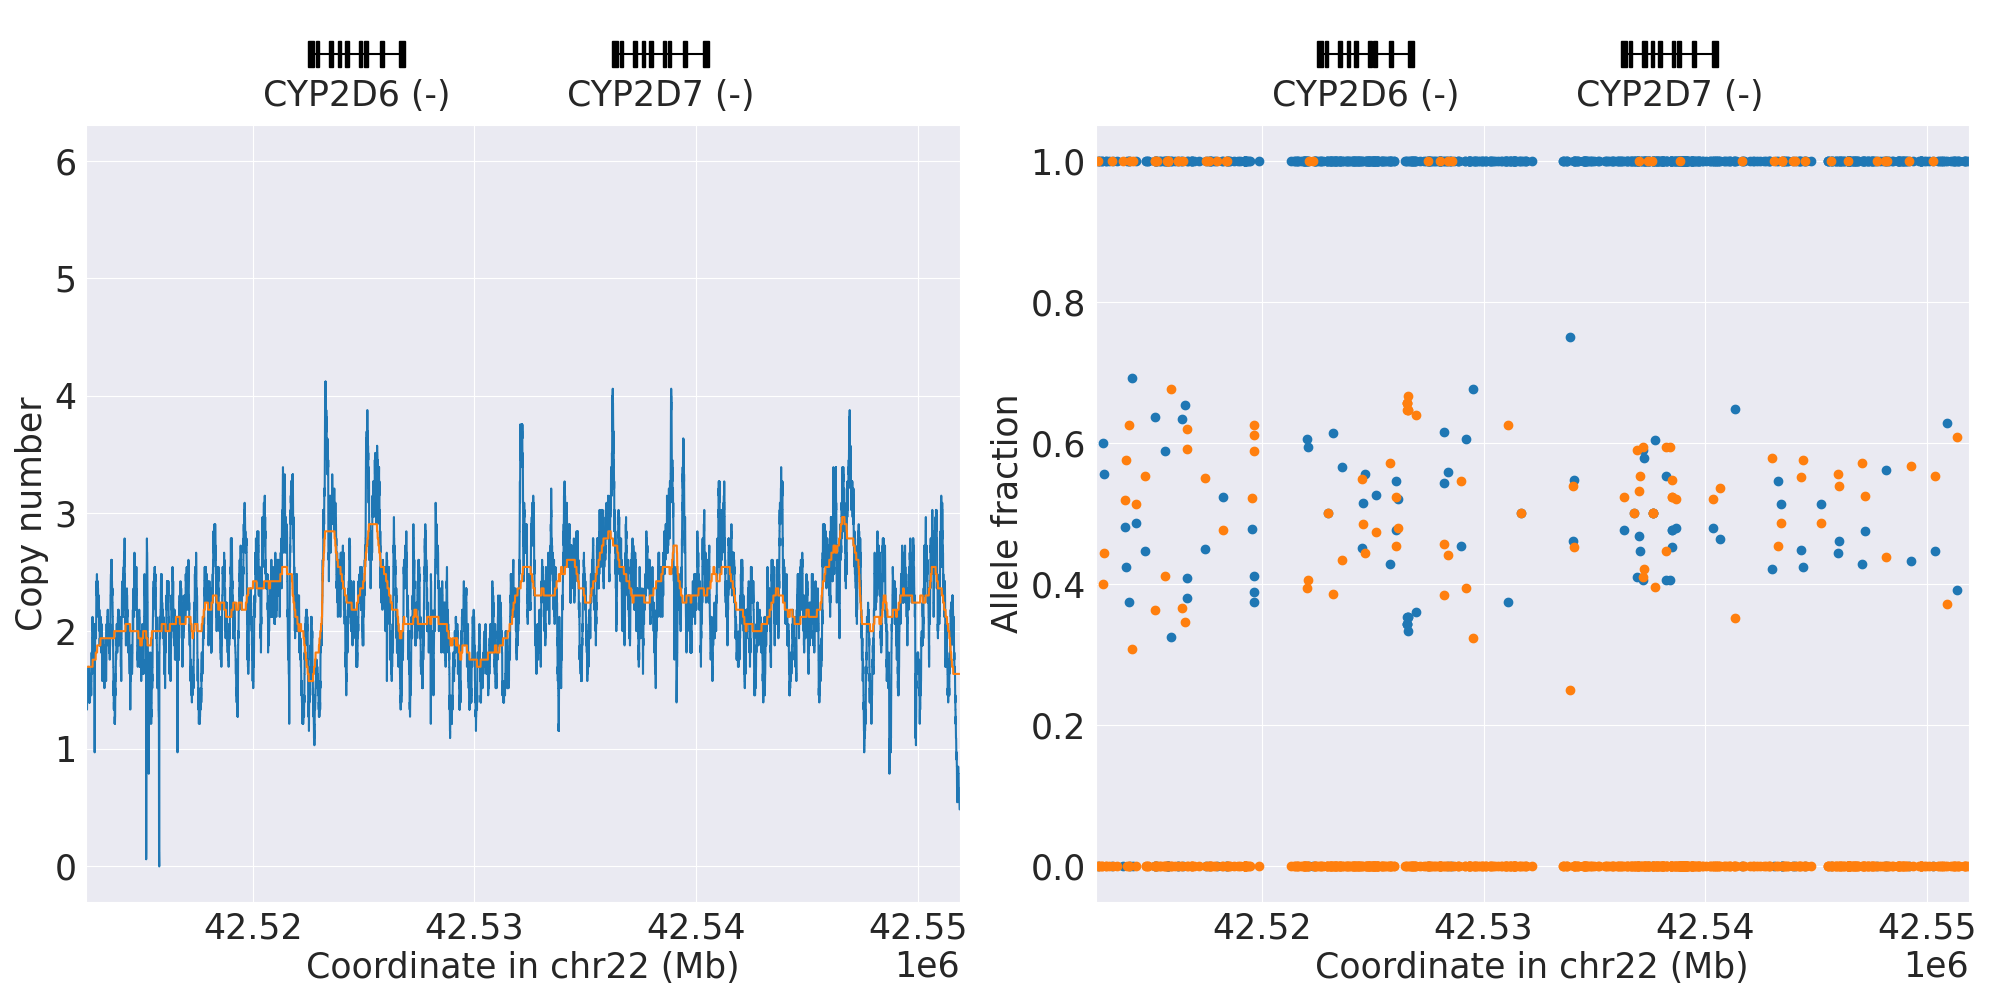 CYP2D6 (-)
CYP2D7 (-)
Copy number
6
5
4
3
2
1
0
42.52
42.53
42.54
42.55
1e6
Coordinate in chr22 (Mb)
CYP2D6 (-)
CYP2D7 (-)
Allele fraction
1.0
0.8
0.6
0.4
0.2
0.0
42.52
42.53
42.54
42.55
1e6
Coordinate in chr22 (Mb)